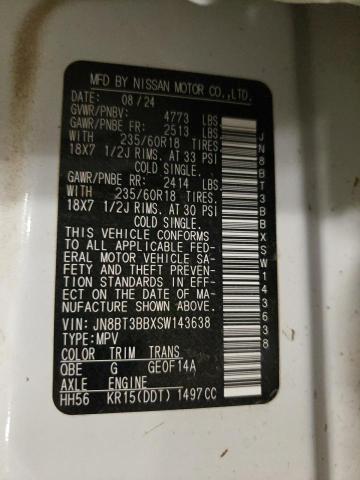 MFD BY NISSAN MOTOR CO.,LTD.
DATE: 08/24
GVWR/PNBV: 4773 LBS
GAWR/PNBE FR: 2513 LBS
WITH 235/60R18 TIRES
18X7 1/2J RIMS. AT 33 PSI
COLD SINGLE.
GAWR/PNBE RR: 2414 LBS
WITH 235/60R18 TIRES
18X7 1/2J RIMS. AT 30 PSI
COLD SINGLE.
THIS VEHICLE CONFORMS
TO ALL APPLICABLE FED-
ERAL MOTOR VEHICLE SA-
FETY AND THEFT PREVEN-
TION STANDARDS IN EFF-
ECT ON THE DATE OF MA-
NUFACTURE SHOWN ABOVE.
VIN: JN8BT3BBXSW143638
TYPE:MPV
COLOR TRIM TRANS
QBE G GE0F14A
AXLE ENGINE
HH56 KR15(DDT) 1497CC
JN8BT3BBXSW143638